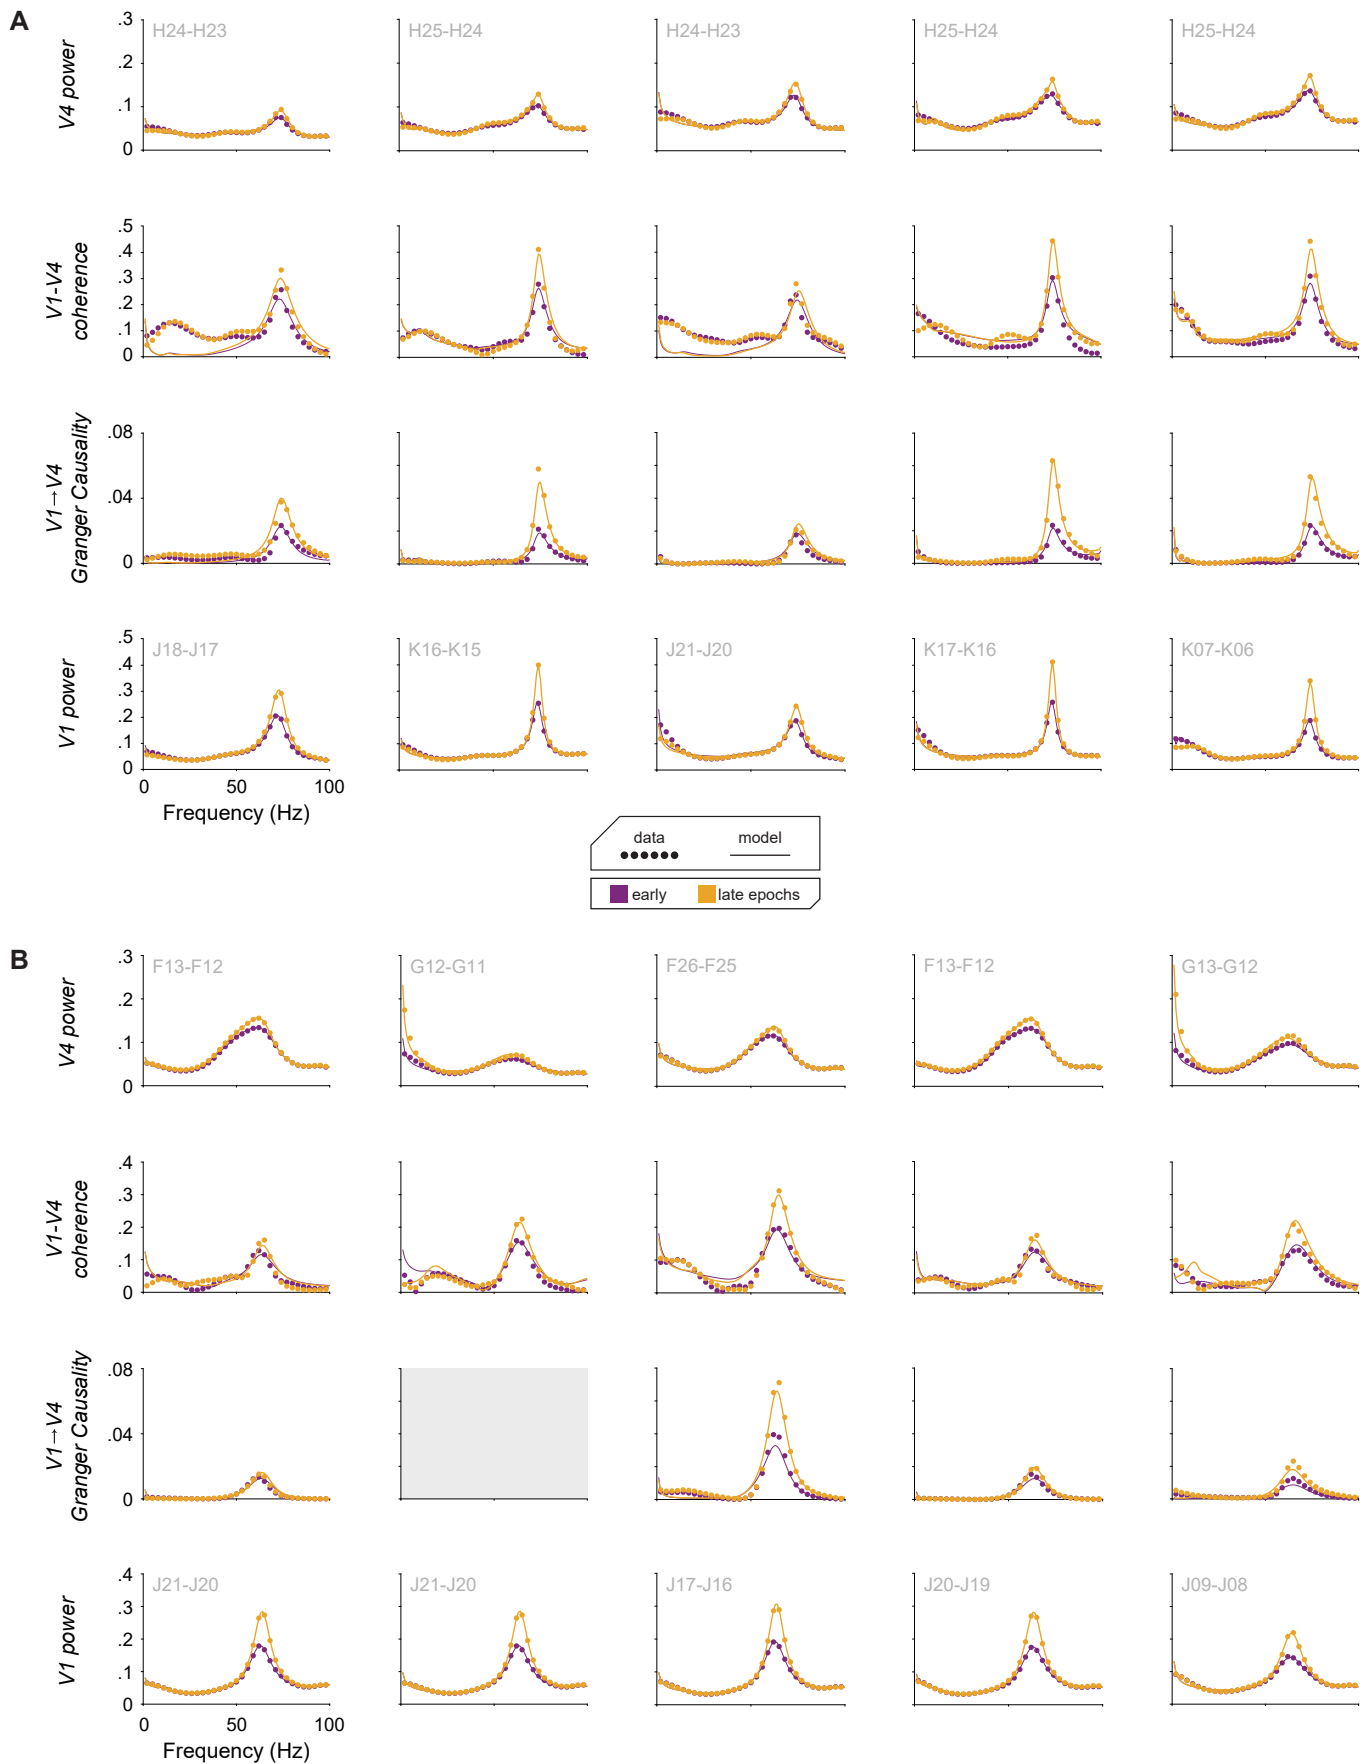 A
V4 power
.3
.2
.1
0
H24-H23
H25-H24
H24-H23
H25-H24
H25-H24
V1-V4
coherence
.5
.4
.3
.2
.1
0
V1→V4
Granger Causality
.08
.04
0
V1 power
.5
.4
.3
.2
.1
0
J18-J17
K16-K15
J21-J20
K17-K16
K07-K06
0 50 100
Frequency (Hz)
data model
early late epochs
B
V4 power
.3
.2
.1
0
F13-F12
G12-G11
F26-F25
F13-F12
G13-G12
V1-V4
coherence
.4
.3
.2
.1
0
V1→V4
Granger Causality
.08
.04
0
V1 power
.4
.3
.2
.1
0
J21-J20
J21-J20
J17-J16
J20-J19
J09-J08
0 50 100
Frequency (Hz)